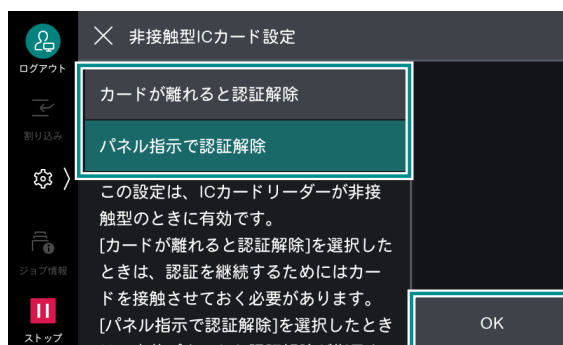 非接触型ICカード設定
ログアウト
割り込み
ジョブ情報
ストップ
カードが離れると認証解除
パネル指示で認証解除
この設定は、ICカードリーダーが非接
触型のときに有効です。
[カードが離れると認証解除]を選択した
ときは、認証を継続するためにはカー
ドを接触させておく必要があります。
[パネル指示で認証解除]を選択したとき
OK